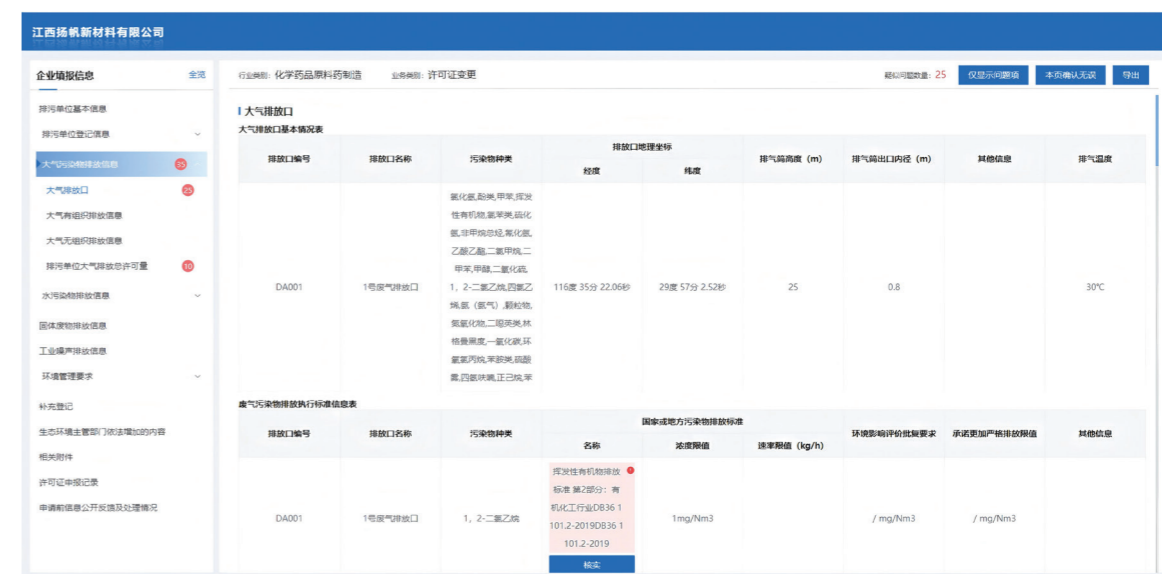 江西扬帆新材料有限公司
企业填报信息 全览
行业类别: 化学药品原料药制造 业务类别: 许可证变更 疑似问题数量: 25 仅显示问题项 本页确认无误 导出
排污单位基本信息
排污单位登记信息
大气污染物排放信息 25
大气排放口 25
大气有组织排放信息
大气无组织排放信息
排污单位大气排放总许可量 10
水污染物排放信息
固体废物排放信息
工业噪声排放信息
环境管理要求
补充登记
生态环境主管部门依法增加的内容
相关附件
许可证申报记录
申请前信息公开反馈及处理情况
大气排放口
大气排放口基本情况表
排放口编号 排放口名称 污染物种类 排放口地理坐标 排气筒高度（m） 排气筒出口内径（m） 其他信息 排气温度
经度 纬度
氯化氢,酚类,甲苯,挥发
性有机物,氯苯类,硫化
氢,非甲烷总烃,氟化氢,
乙酸乙酯,二氯甲烷,二
甲苯,甲醇,二氧化硫,
1，2-二氯乙烷,四氯乙
烯,氨（氨气）,颗粒物,
氮氧化物,二噁英类,林
格曼黑度,一氧化碳,环
氧氯丙烷,苯胺类,硫酸
雾,四氢呋喃,正己烷,苯
DA001 1号废气排放口 116度 35分 22.06秒 29度 57分 2.52秒 25 0.8 30℃
废气污染物排放执行标准信息表
排放口编号 排放口名称 污染物种类 国家或地方污染物排放标准 环境影响评价批复要求 承诺更加严格排放限值 其他信息
名称 浓度限值 速率限值（kg/h）
挥发性有机物排放
标准 第2部分：有
机化工行业DB36 1
101.2-2019DB36 1
101.2-2019
DA001 1号废气排放口 1，2-二氯乙烷 1mg/Nm3 / mg/Nm3 / mg/Nm3
核实